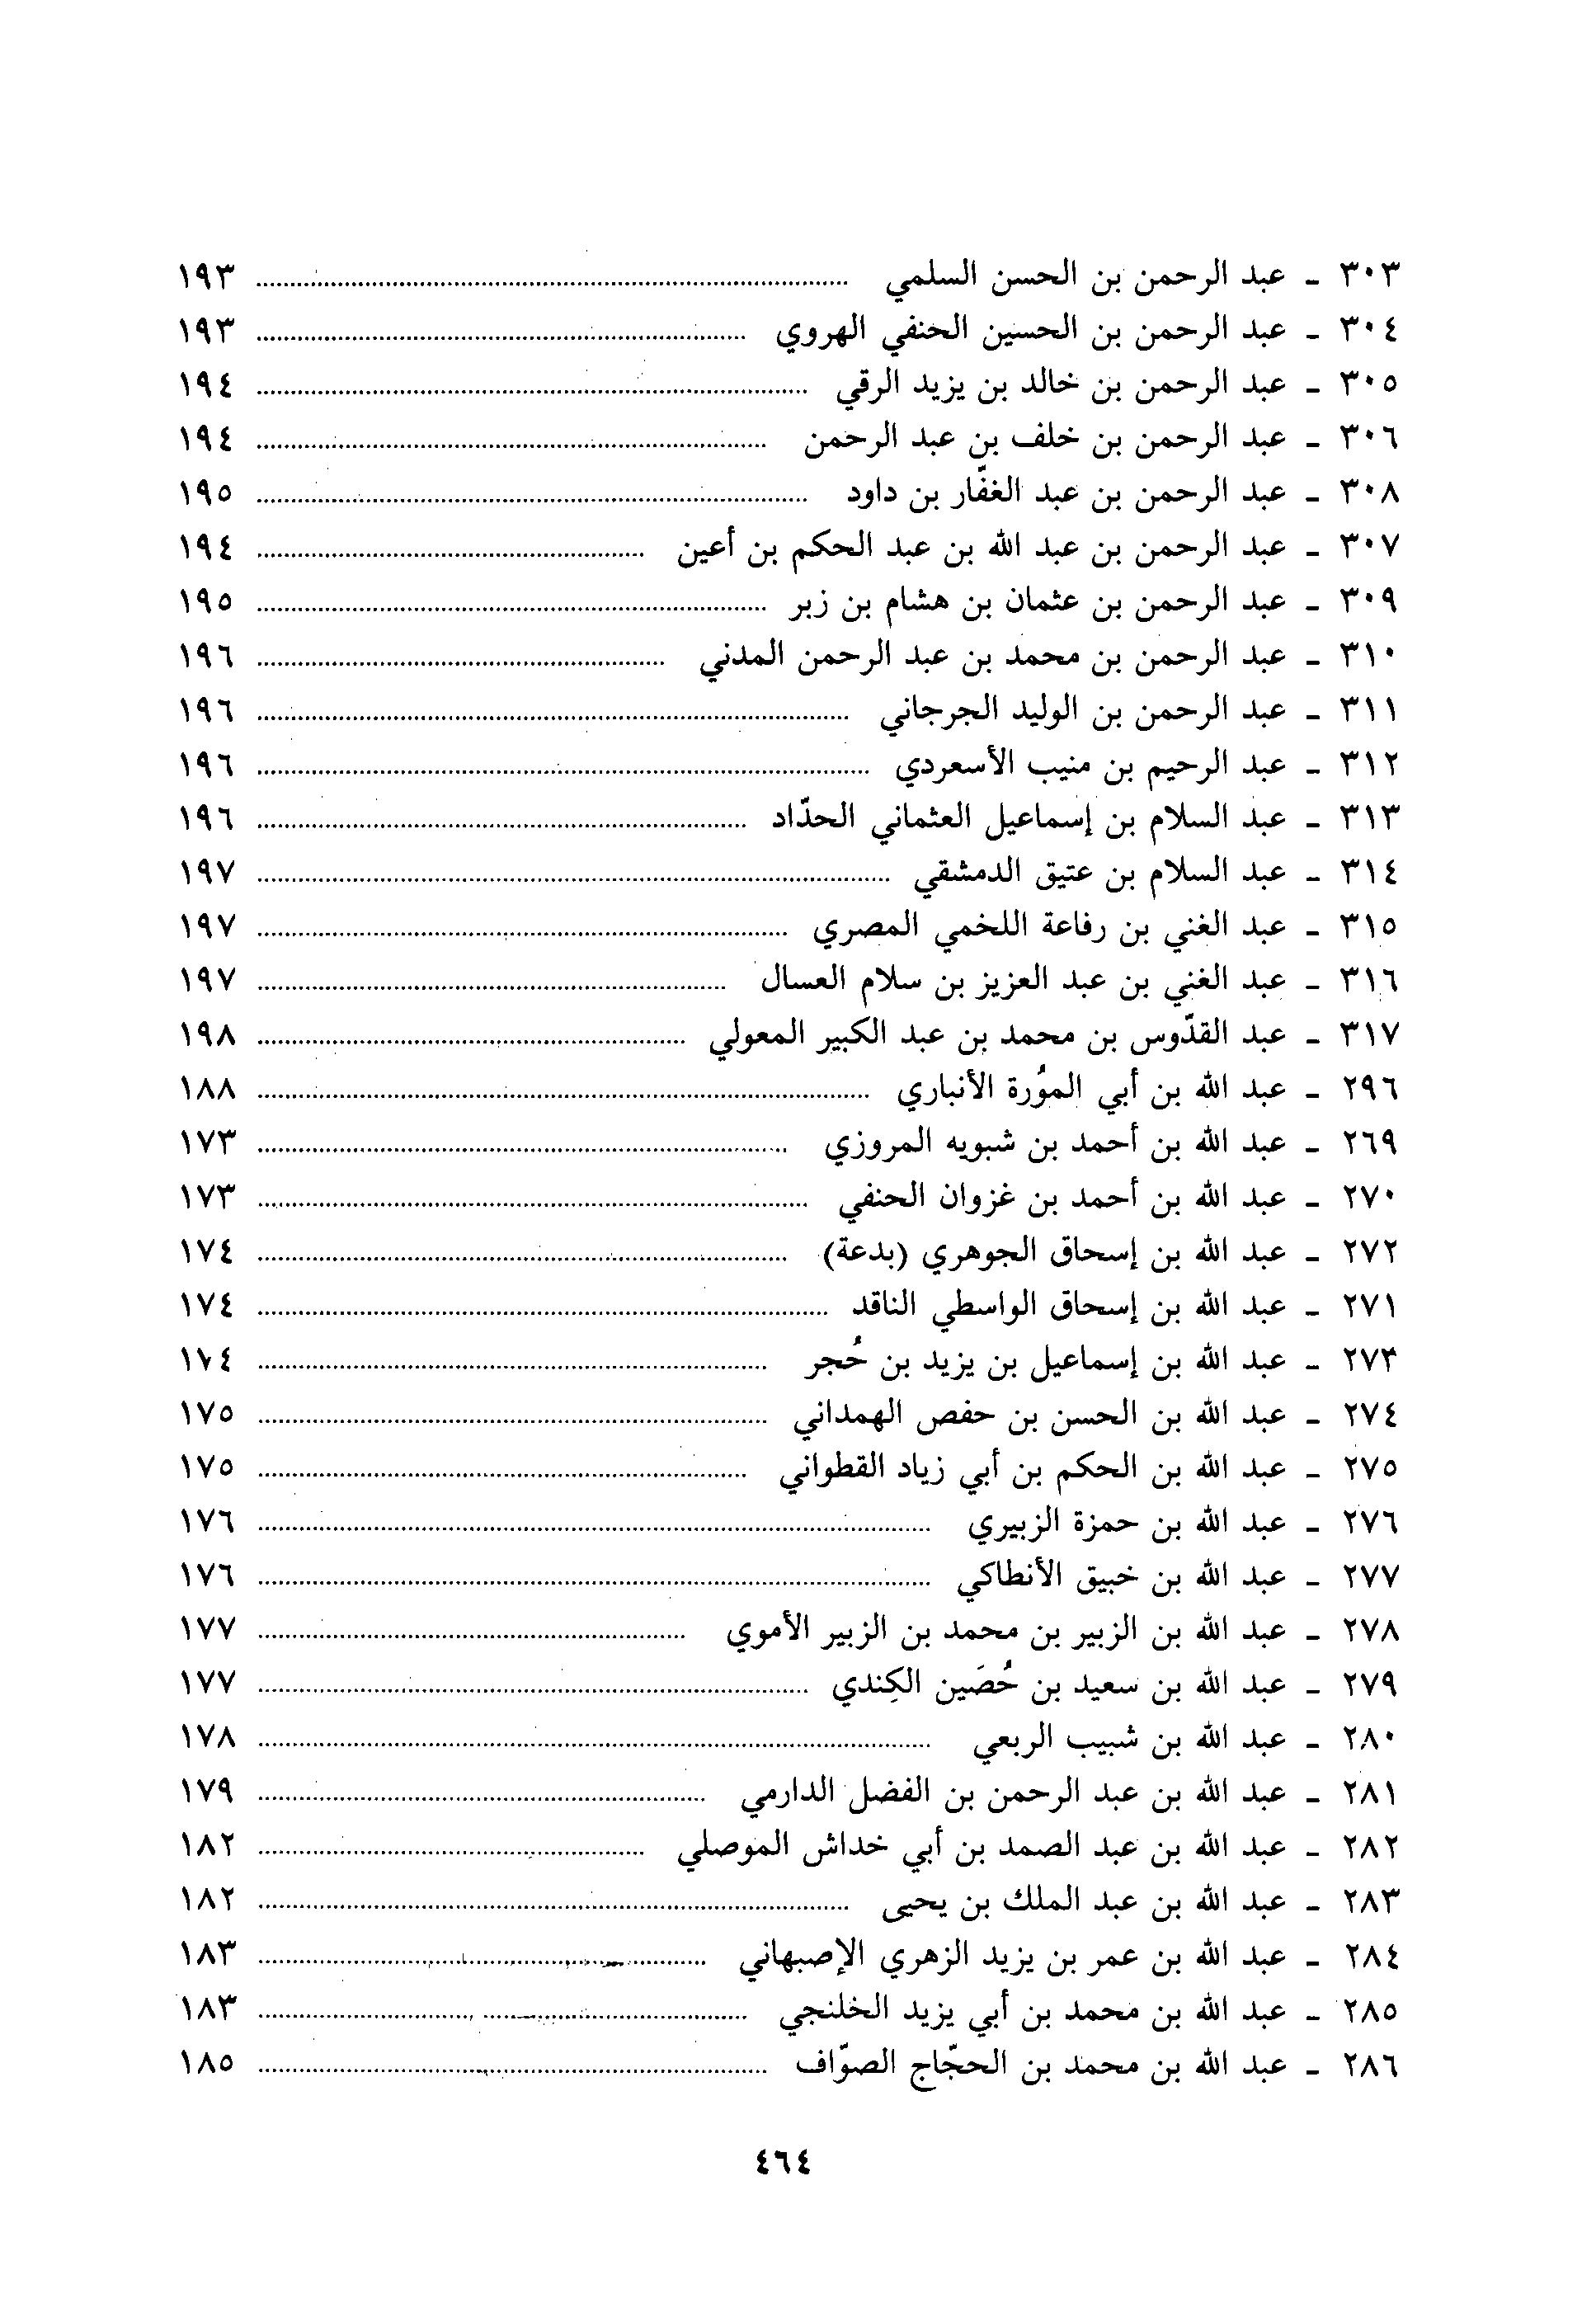 ٣٠٣ - عبد الرحمن بن الحسن السلمي ........ ١٩٣
٣٠٤ - عبد الرحمن بن الحسين الحنفي الهروي ........ ١٩٣
٣٠٥ - عبد الرحمن بن خالد بن يزيد الرقي ........ ١٩٤
٣٠٦ - عبد الرحمن بن خلف بن عبد الرحمن ........ ١٩٤
٣٠٨ - عبد الرحمن بن عبد الغفّار بن داود ........ ١٩٥
٣٠٧ - عبد الرحمن بن عبد الله بن عبد الحكم بن أعين ........ ١٩٤
٣٠٩ - عبد الرحمن بن عثمان بن هشام بن زبر ........ ١٩٥
٣١٠ - عبد الرحمن بن محمد بن عبد الرحمن المدني ........ ١٩٦
٣١١ - عبد الرحمن بن الوليد الجرجاني ........ ١٩٦
٣١٢ - عبد الرحيم بن منيب الأسعردي ........ ١٩٦
٣١٣ - عبد السلام بن إسماعيل العثماني الحدّاد ........ ١٩٦
٣١٤ - عبد السلام بن عتيق الدمشقي ........ ١٩٧
٣١٥ - عبد الغني بن رفاعة اللخمي المصري ........ ١٩٧
٣١٦ - عبد الغني بن عبد العزيز بن سلام العسال ........ ١٩٧
٣١٧ - عبد القدّوس بن محمد بن عبد الكبير المعولي ........ ١٩٨
٢٩٦ - عبد الله بن أبي الموُرة الأنباري ........ ١٨٨
٢٦٩ - عبد الله بن أحمد بن شبويه المروزي ........ ١٧٣
٢٧٠ - عبد الله بن أحمد بن غزوان الحنفي ........ ١٧٣
٢٧٢ - عبد الله بن إسحاق الجوهري (بدعة) ........ ١٧٤
٢٧١ - عبد الله بن إسحاق الواسطي الناقد ........ ١٧٤
٢٧٣ - عبد الله بن إسماعيل بن يزيد بن حُجر ........ ١٧٤
٢٧٤ - عبد الله بن الحسن بن حفص الهمداني ........ ١٧٥
٢٧٥ - عبد الله بن الحكم بن أبي زياد القطواني ........ ١٧٥
٢٧٦ - عبد الله بن حمزة الزبيري ........ ١٧٦
٢٧٧ - عبد الله بن خبيق الأنطاكي ........ ١٧٦
٢٧٨ - عبد الله بن الزبير بن محمد بن الزبير الأموي ........ ١٧٧
٢٧٩ - عبد الله بن سعيد بن حُصَين الكِندي ........ ١٧٧
٢٨٠ - عبد الله بن شبيب الربعي ........ ١٧٨
٢٨١ - عبد الله بن عبد الرحمن بن الفضل الدارمي ........ ١٧٩
٢٨٢ - عبد الله بن عبد الصمد بن أبي خداش الموصلي ........ ١٨٢
٢٨٣ - عبد الله بن عبد الملك بن يحيى ........ ١٨٢
٢٨٤ - عبد الله بن عمر بن يزيد الزهري الإصبهاني ........ ١٨٣
٢٨٥ - عبد الله بن محمد بن أبي يزيد الخلنجي ........ ١٨٣
٢٨٦ - عبد الله بن محمد بن الحجّاج الصوّاف ........ ١٨٥
٤٦٤